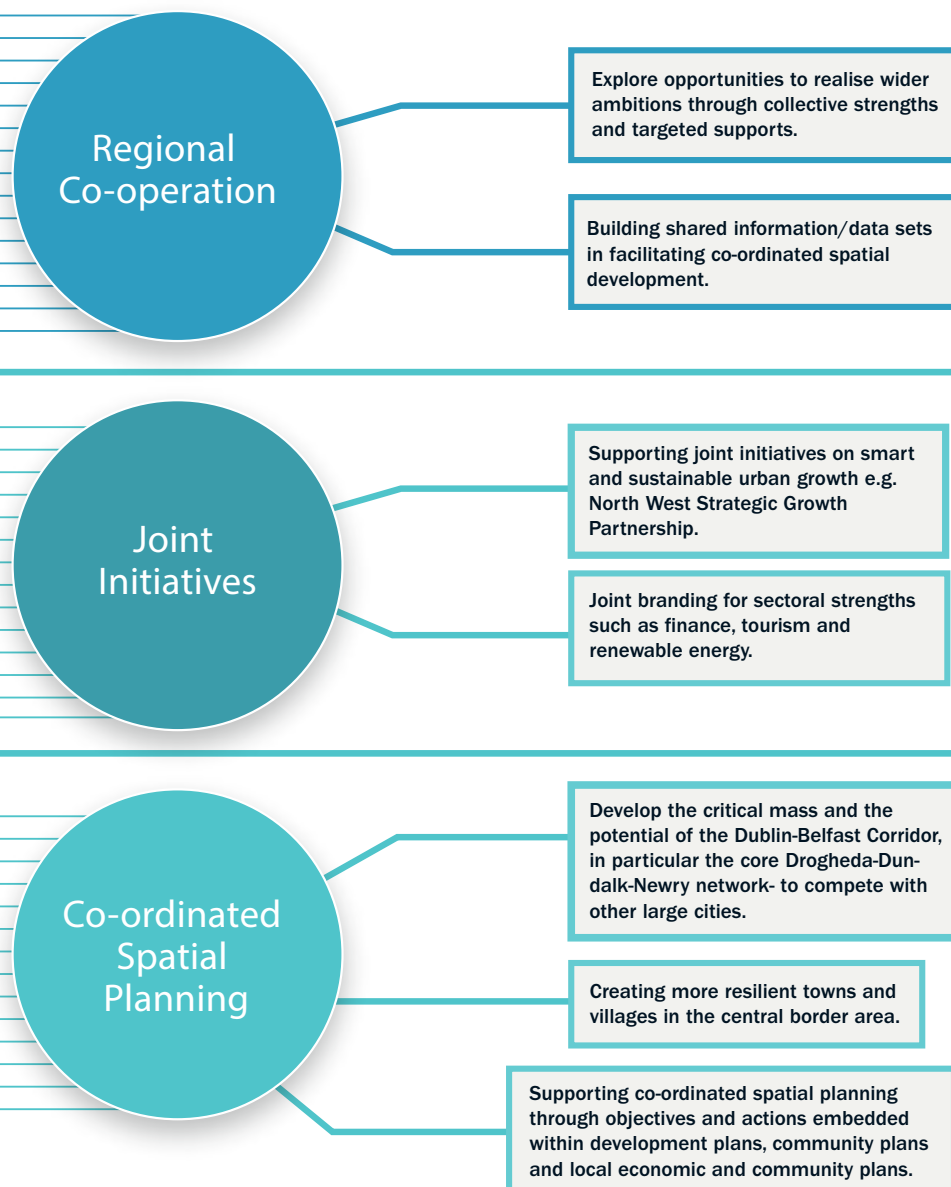 Regional
Co-operation
Explore opportunities to realise wider
ambitions through collective strengths
and targeted supports.
Building shared information/data sets
in facilitating co-ordinated spatial
development.
Joint
Initiatives
Supporting joint initiatives on smart
and sustainable urban growth e.g.
North West Strategic Growth
Partnership.
Joint branding for sectoral strengths
such as finance, tourism and
renewable energy.
Co-ordinated
Spatial
Planning
Develop the critical mass and the
potential of the Dublin-Belfast Corridor,
in particular the core Drogheda-Dun-
dalk-Newry network- to compete with
other large cities.
Creating more resilient towns and
villages in the central border area.
Supporting co-ordinated spatial planning
through objectives and actions embedded
within development plans, community plans
and local economic and community plans.